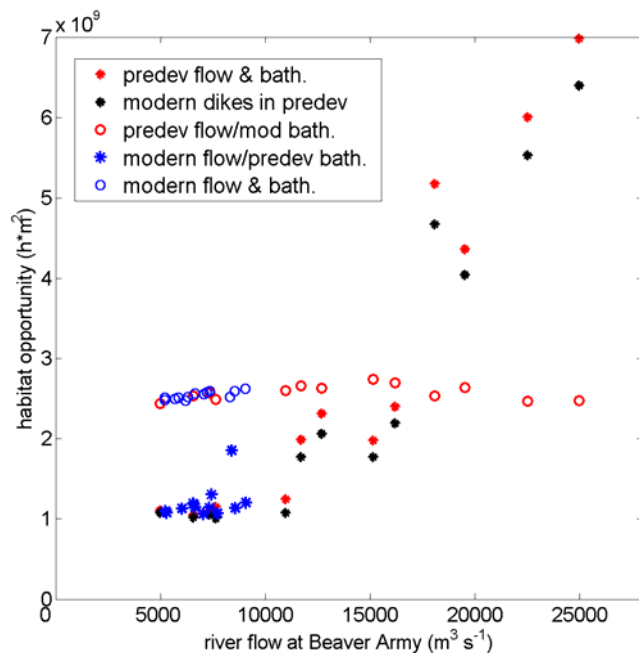 x 10^9
7
6
5
4
3
2
1
0
habitat opportunity (h*m^2)
predev flow & bath.
modern dikes in predev
predev flow/mod bath.
modern flow/predev bath.
modern flow & bath.
0 5000 10000 15000 20000 25000
river flow at Beaver Army (m^3 s^-1)